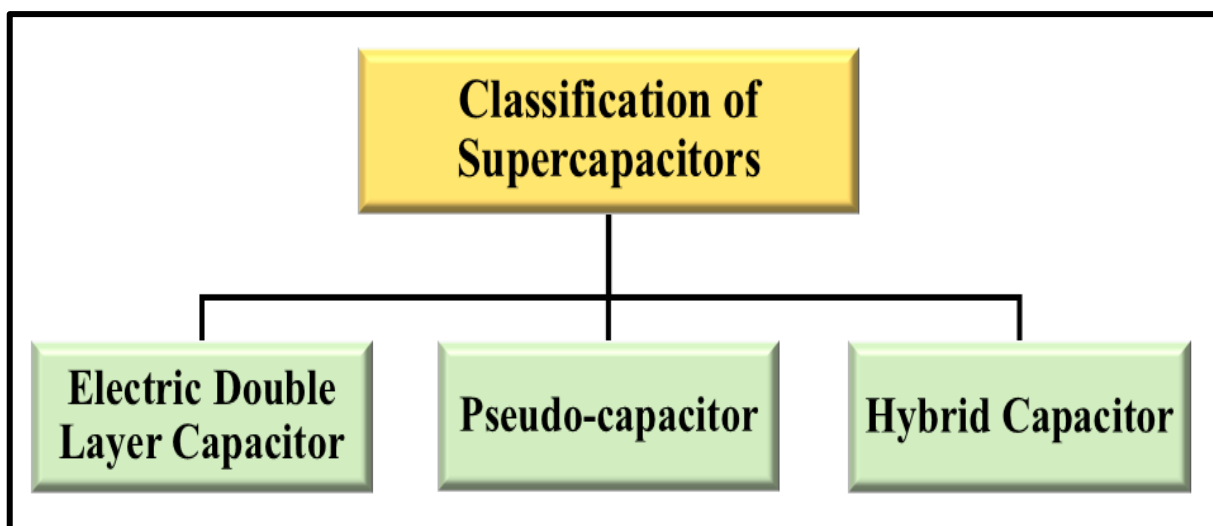 Classification of
Supercapacitors
Electric Double
Layer Capacitor
Pseudo-capacitor
Hybrid Capacitor